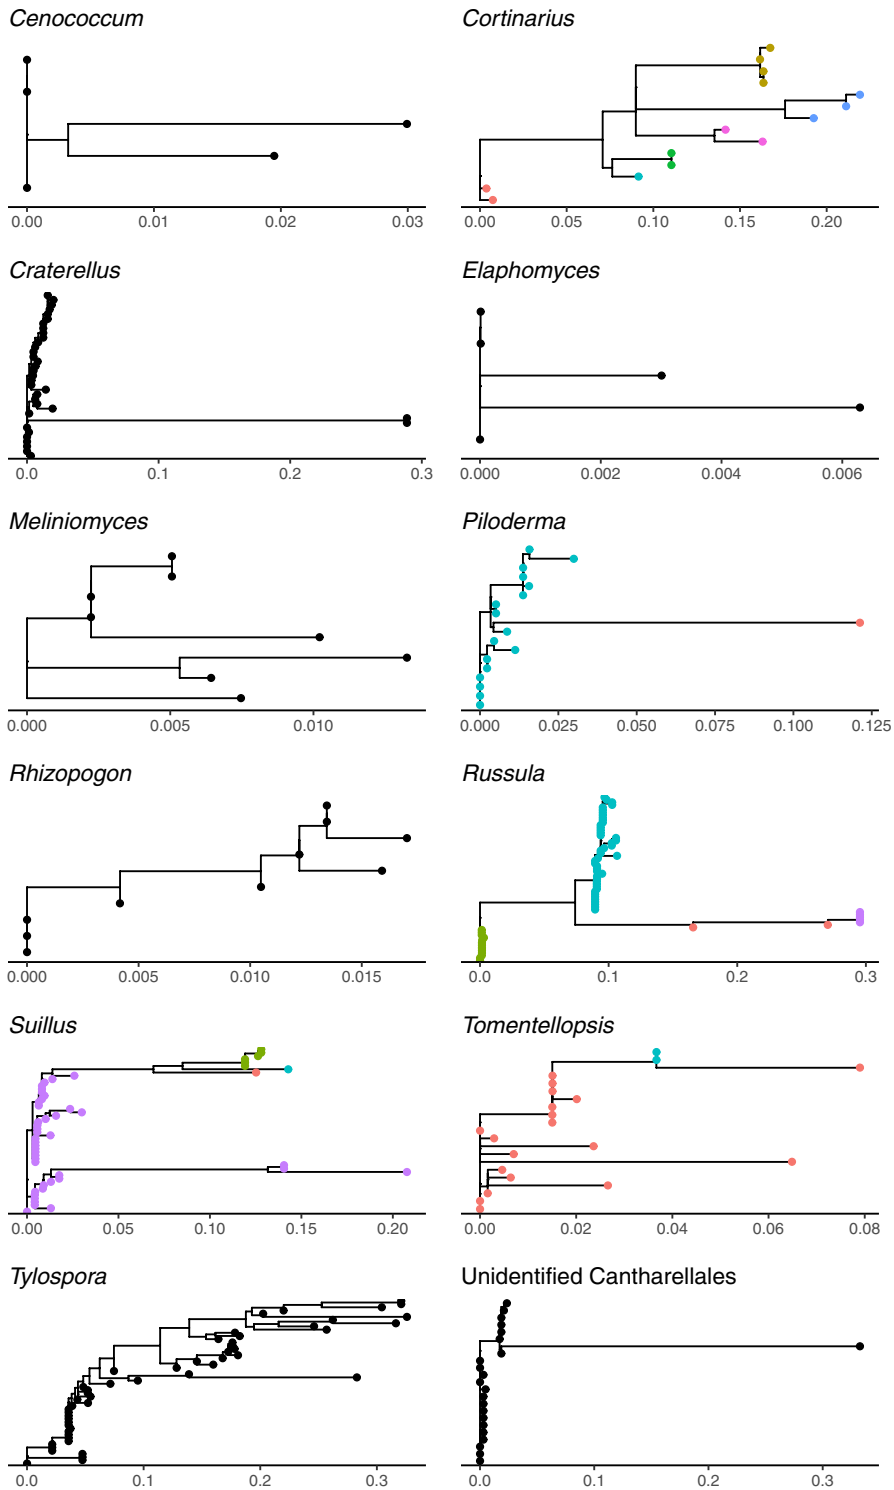 Cenococcum Cortinarius
0.00 0.01 0.02 0.03 0.00 0.05 0.10 0.15 0.20
Craterellus Elaphomyces
0.0 0.1 0.2 0.3 0.000 0.002 0.004 0.006
Meliniomyces Piloderma
0.000 0.005 0.010 0.000 0.025 0.050 0.075 0.100 0.125
Rhizopogon Russula
0.000 0.005 0.010 0.015 0.0 0.1 0.2 0.3
Suillus Tomentellopsis
0.00 0.05 0.10 0.15 0.20 0.00 0.02 0.04 0.06 0.08
Tylospora Unidentified Cantharellales
0.0 0.1 0.2 0.3 0.0 0.1 0.2 0.3